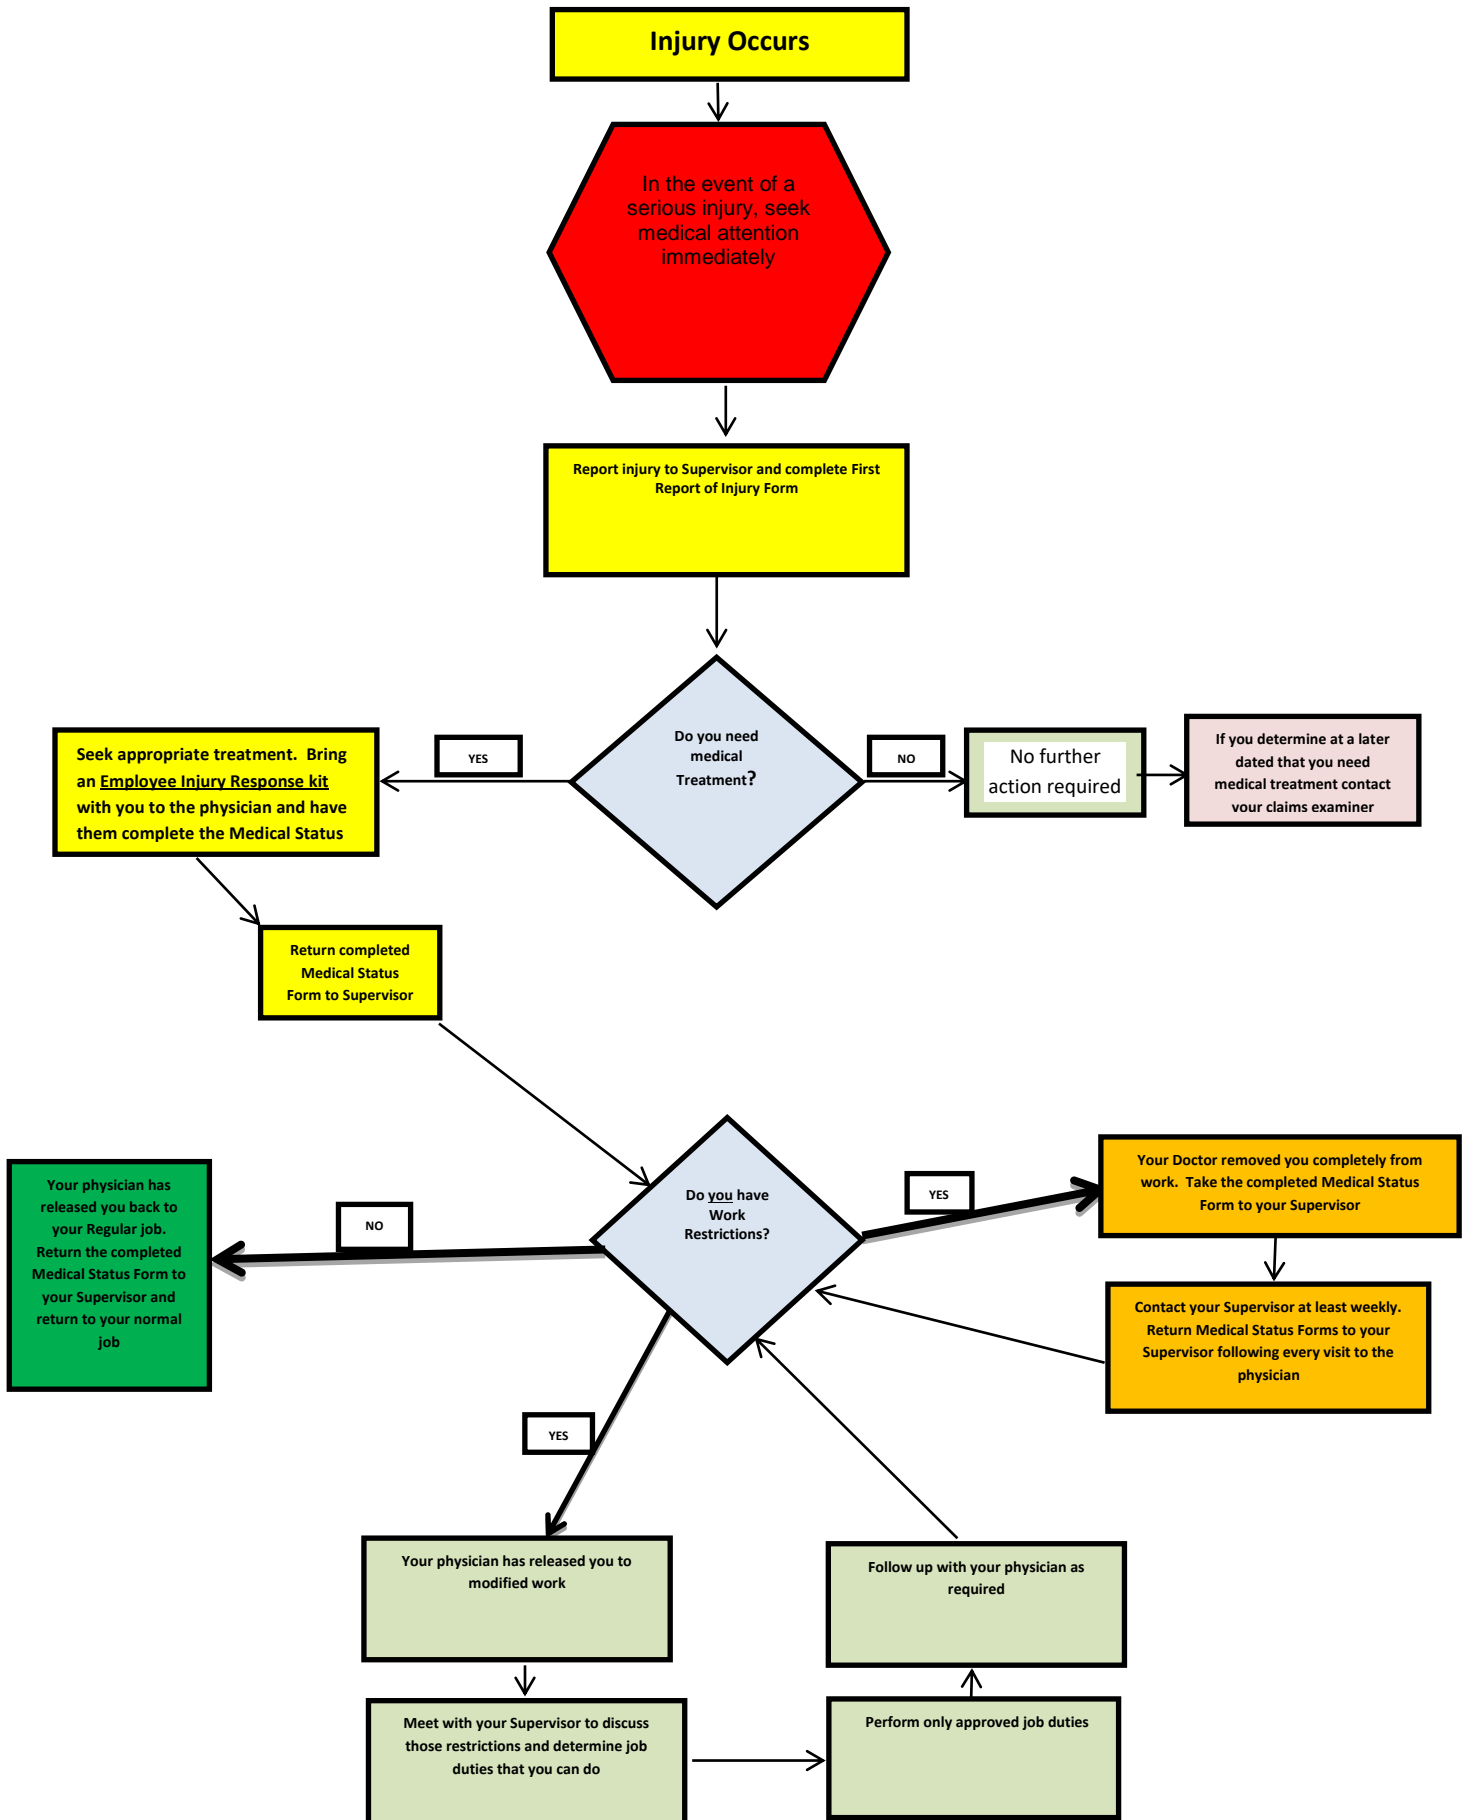 Injury Occurs
In the event of a
serious injury, seek
medical attention
immediately
Report injury to Supervisor and complete First
Report of Injury Form
Do you need
medical
Treatment?
YES
NO
Seek appropriate treatment.  Bring
an Employee Injury Response kit
with you to the physician and have
them complete the Medical Status
No further
action required
If you determine at a later
dated that you need
medical treatment contact
your claims examiner
Return completed
Medical Status
Form to Supervisor
Do you have
Work
Restrictions?
NO
YES
Your physician has
released you back to
your Regular job.
Return the completed
Medical Status Form to
your Supervisor and
return to your normal
job
Your Doctor removed you completely from
work.  Take the completed Medical Status
Form to your Supervisor
Contact your Supervisor at least weekly.
Return Medical Status Forms to your
Supervisor following every visit to the
physician
YES
Your physician has released you to
modified work
Follow up with your physician as
required
Meet with your Supervisor to discuss
those restrictions and determine job
duties that you can do
Perform only approved job duties